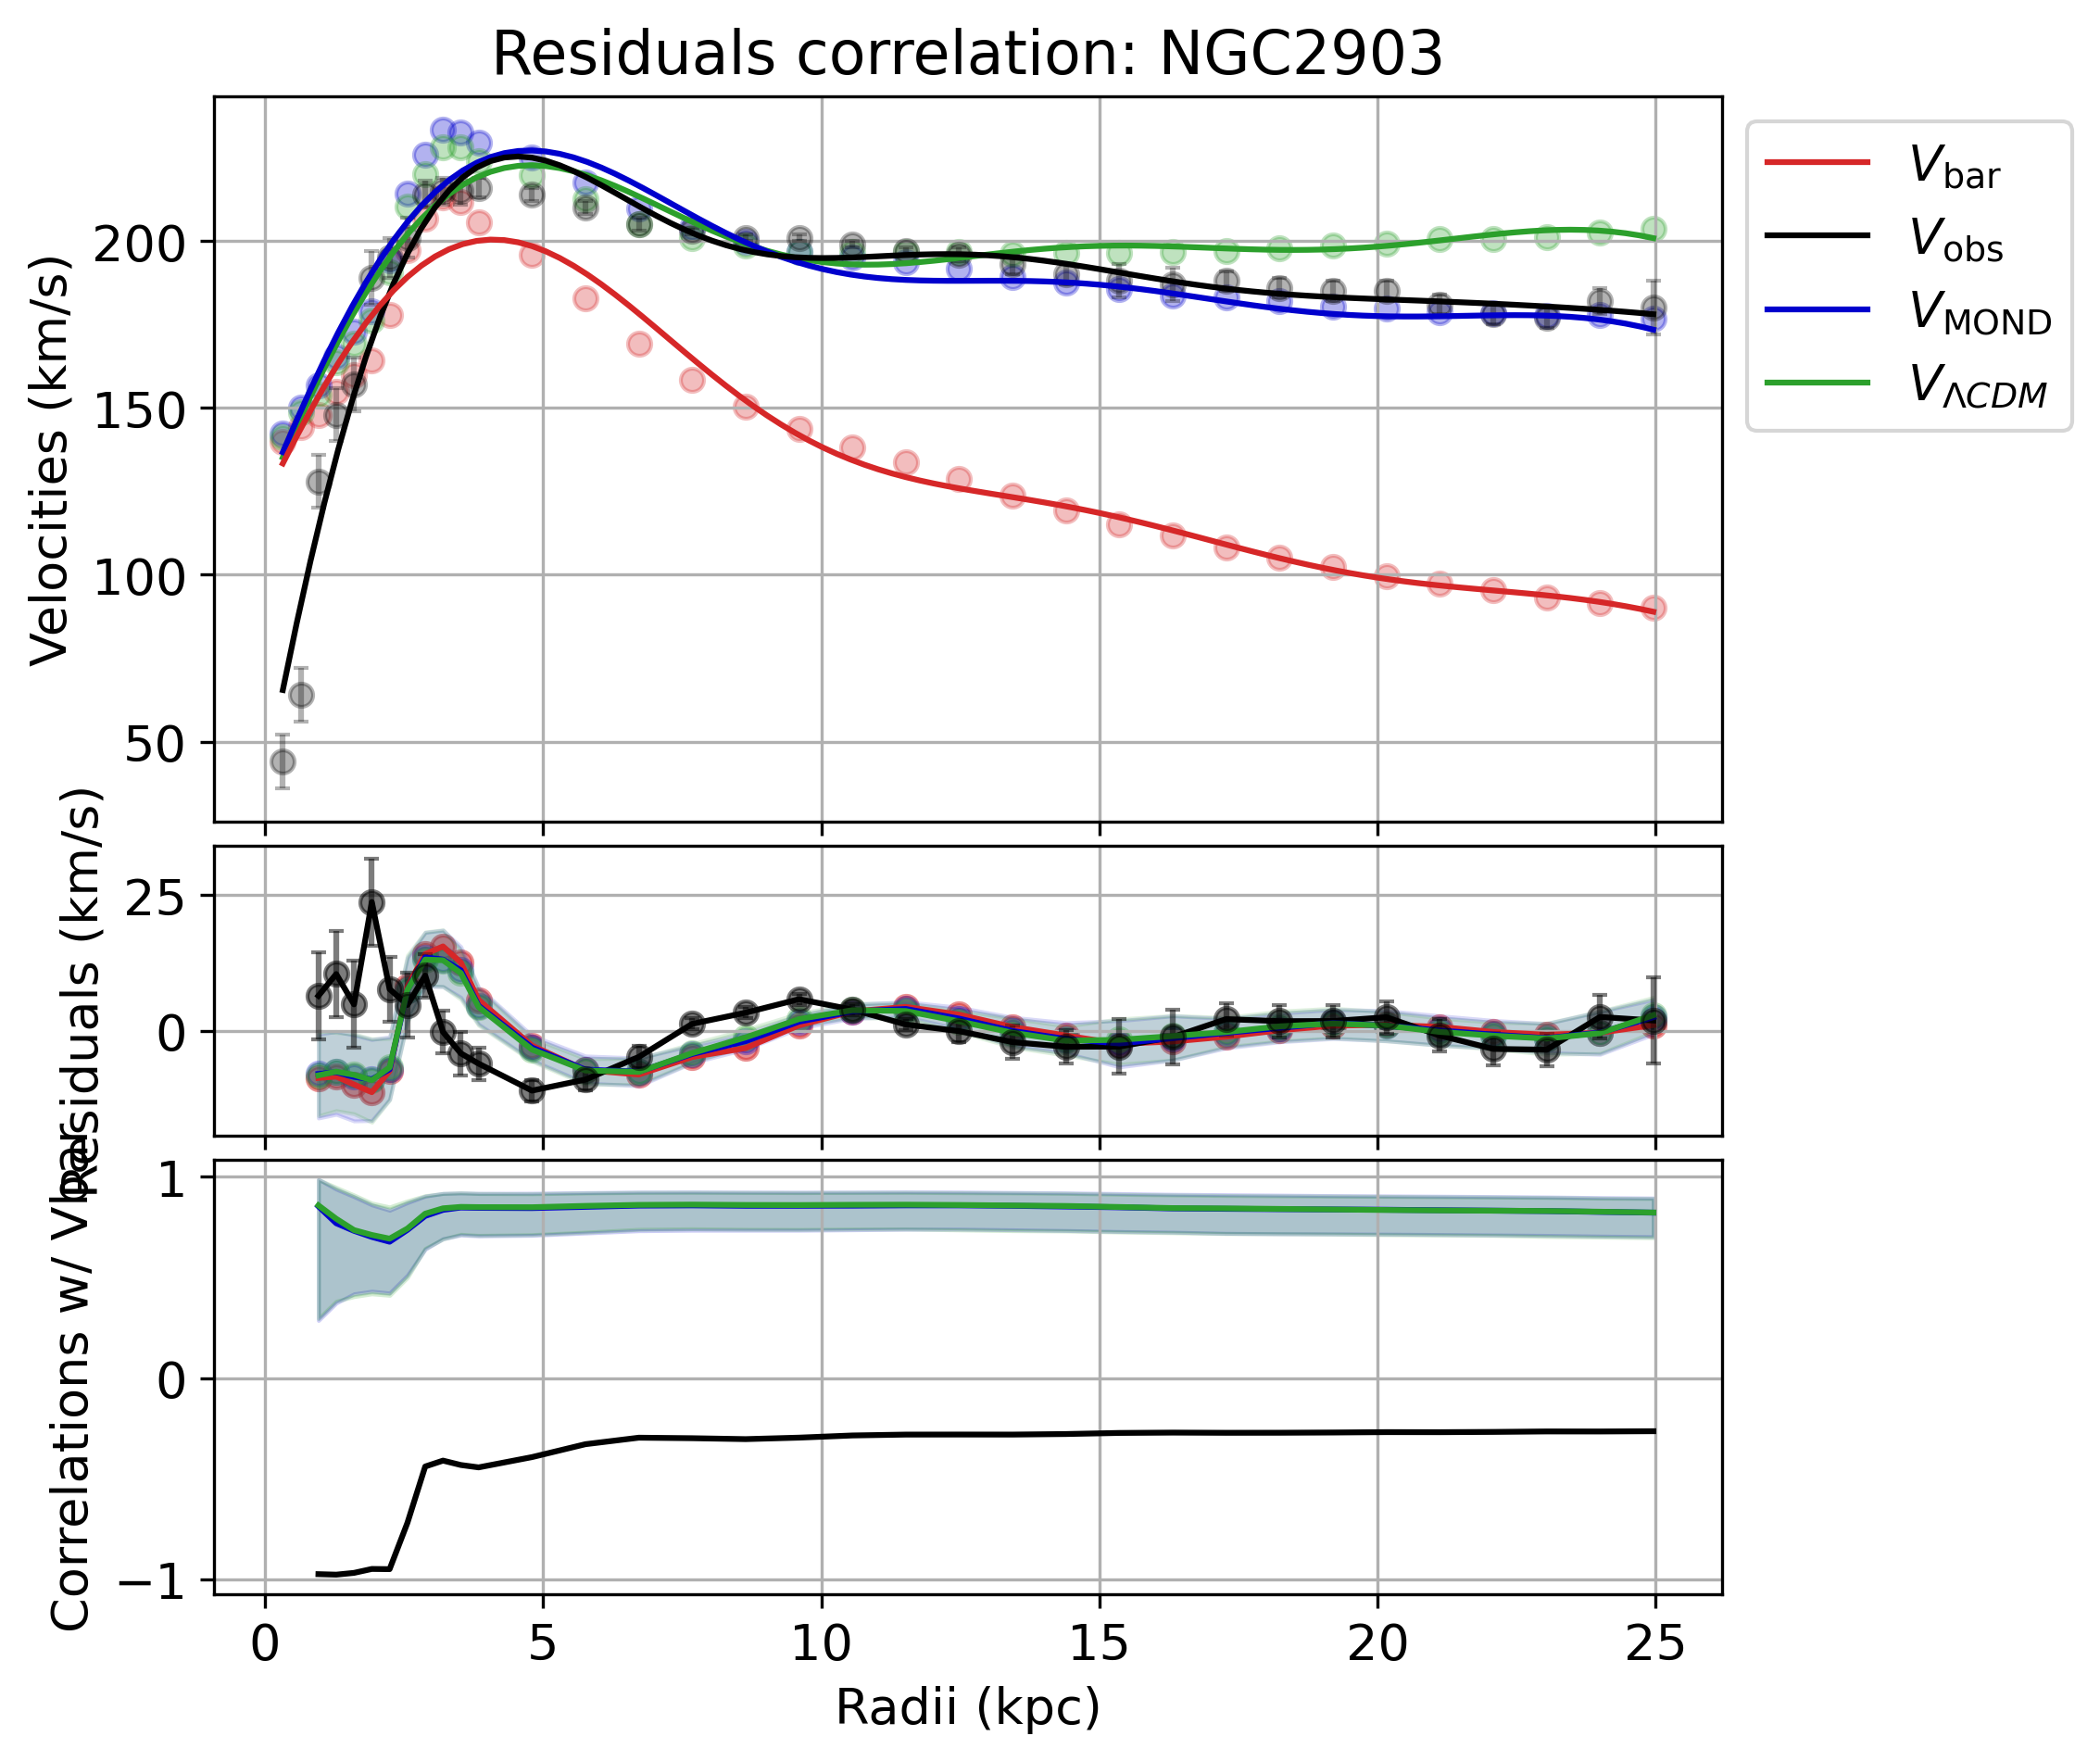 Residuals correlation: NGC2903
Velocities (km/s)
200
150
100
50
V_bar
V_obs
V_MOND
V_ΛCDM
Residuals (km/s)
25
0
Correlations w/ Vbar
1
0
−1
0 5 10 15 20 25
Radii (kpc)